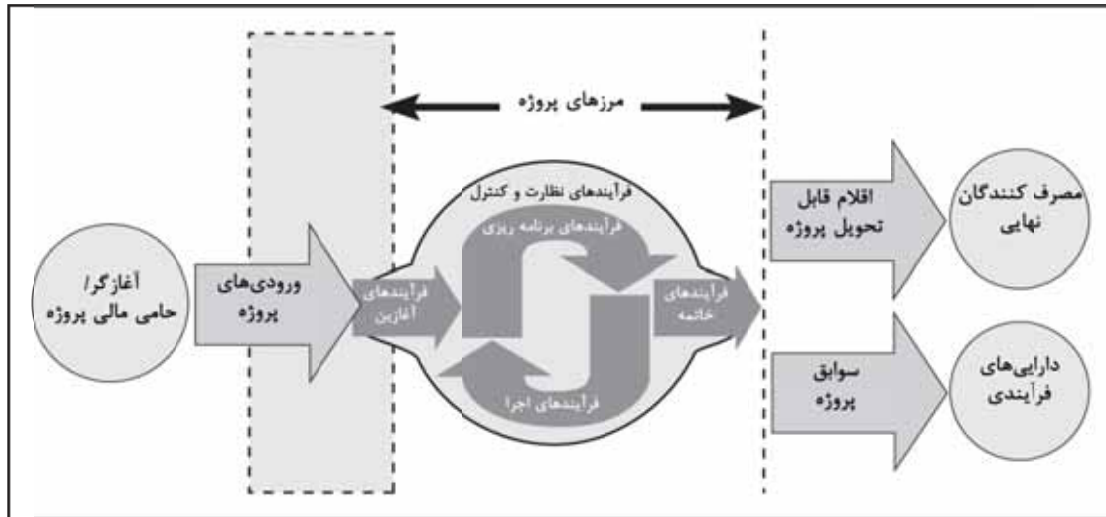 مرزهای پروژه
فرآیندهای نظارت و کنترل
فرآیندهای برنامه ریزی
فرآیندهای
آغازین
فرآیندهای
خاتمه
فرآیندهای اجرا
آغازگر/
حامی مالی پروژه
ورودی‌های
پروژه
اقلام قابل
تحویل پروژه
مصرف کنندگان
نهایی
سوابق
پروژه
دارایی‌های
فرآیندی